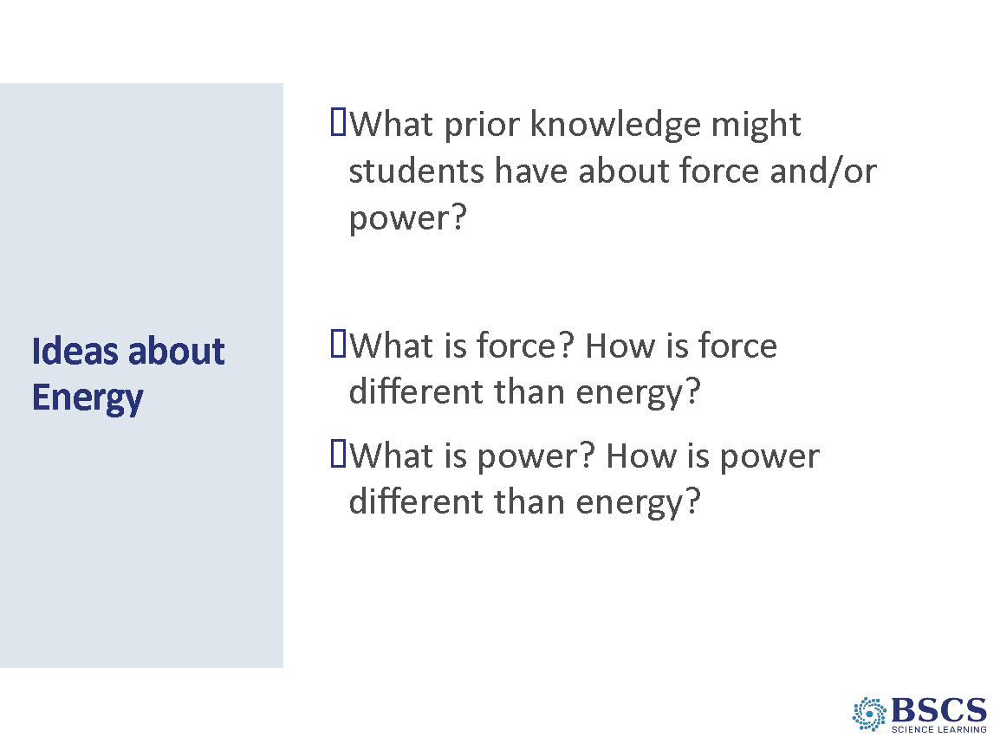 Ideas about
Energy
What prior knowledge might
students have about force and/or
power?
What is force? How is force
different than energy?
What is power? How is power
different than energy?
BSCS
SCIENCE LEARNING